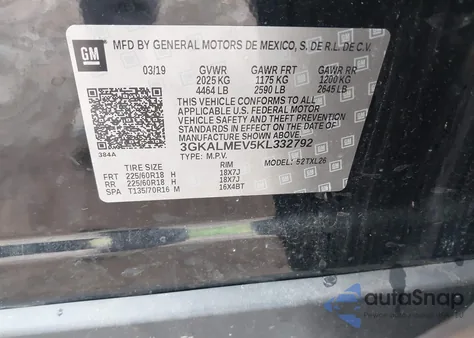 GM
MFD BY GENERAL MOTORS DE MEXICO, S. DE R.L. DE C.V.
03/19 GVWR GAWR FRT GAWR RR
2025 KG 1175 KG 1200 KG
4464 LB 2590 LB 2645 LB
THIS VEHICLE CONFORMS TO ALL APPLICABLE
U.S. FEDERAL MOTOR VEHICLE SAFETY AND THEFT PREVENTION
STANDARDS IN EFFECT ON THE DATE OF MANUFACTURE SHOWN ABOVE.
3GKALMEV5KL332792
TYPE: M.P.V. MODEL: 52TXL26
384A
TIRE SIZE RIM
FRT 225/60R18 H 18X7J
RR 225/60R18 H 18X7J
SPA T135/70R16 M 16X4BT
autoSnap